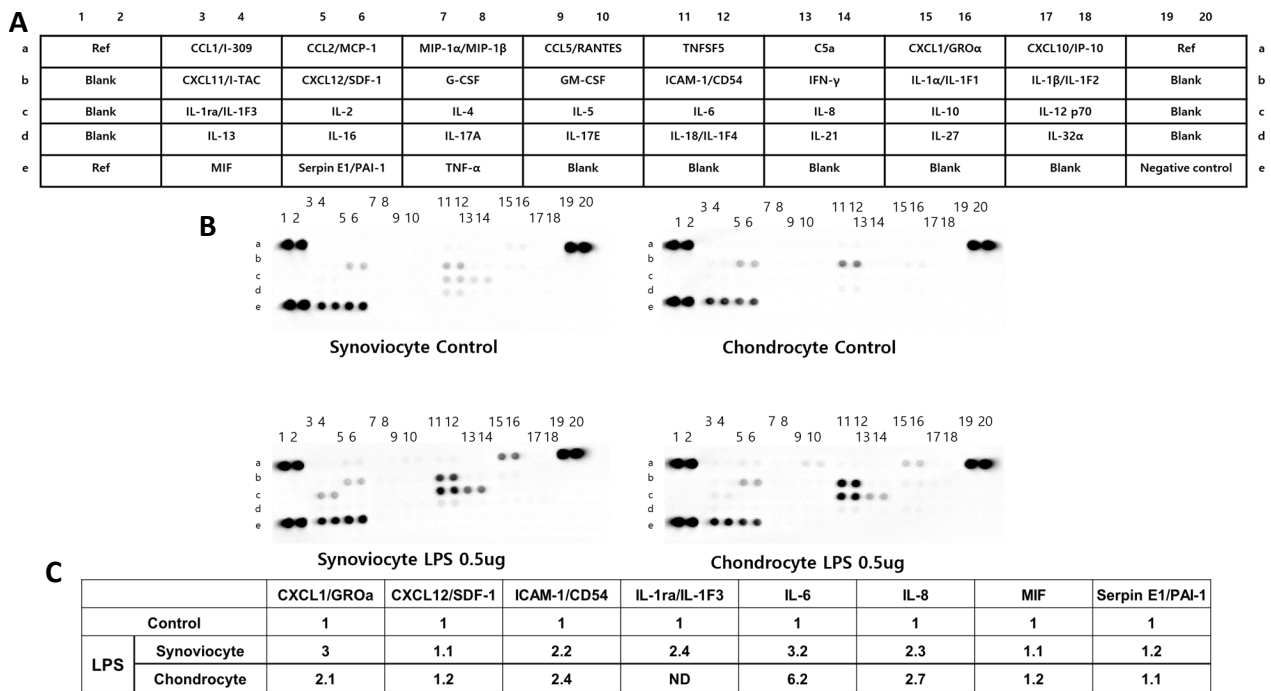 A
1 2 3 4 5 6 7 8 9 10 11 12 13 14 15 16 17 18 19 20
a Ref CCL1/I-309 CCL2/MCP-1 MIP-1α/MIP-1β CCL5/RANTES TNFSF5 C5a CXCL1/GROα CXCL10/IP-10 Ref a
b Blank CXCL11/I-TAC CXCL12/SDF-1 G-CSF GM-CSF ICAM-1/CD54 IFN-γ IL-1α/IL-1F1 IL-1β/IL-1F2 Blank b
c Blank IL-1ra/IL-1F3 IL-2 IL-4 IL-5 IL-6 IL-8 IL-10 IL-12 p70 Blank c
d Blank IL-13 IL-16 IL-17A IL-17E IL-18/IL-1F4 IL-21 IL-27 IL-32α Blank d
e Ref MIF Serpin E1/PAI-1 TNF-α Blank Blank Blank Blank Blank Negative control e
B
3 4 7 8 11 12 15 16 19 20
1 2 5 6 9 10 13 14 17 18
a
b
c
d
e
Synoviocyte Control
3 4 7 8 11 12 15 16 19 20
1 2 5 6 9 10 13 14 17 18
a
b
c
d
e
Chondrocyte Control
3 4 7 8 11 12 15 16 19 20
1 2 5 6 9 10 13 14 17 18
a
b
c
d
e
Synoviocyte LPS 0.5ug
3 4 7 8 11 12 15 16 19 20
1 2 5 6 9 10 13 14 17 18
a
b
c
d
e
Chondrocyte LPS 0.5ug
C
CXCL1/GROa CXCL12/SDF-1 ICAM-1/CD54 IL-1ra/IL-1F3 IL-6 IL-8 MIF Serpin E1/PAI-1
Control 1 1 1 1 1 1 1 1
LPS Synoviocyte 3 1.1 2.2 2.4 3.2 2.3 1.1 1.2
Chondrocyte 2.1 1.2 2.4 ND 6.2 2.7 1.2 1.1